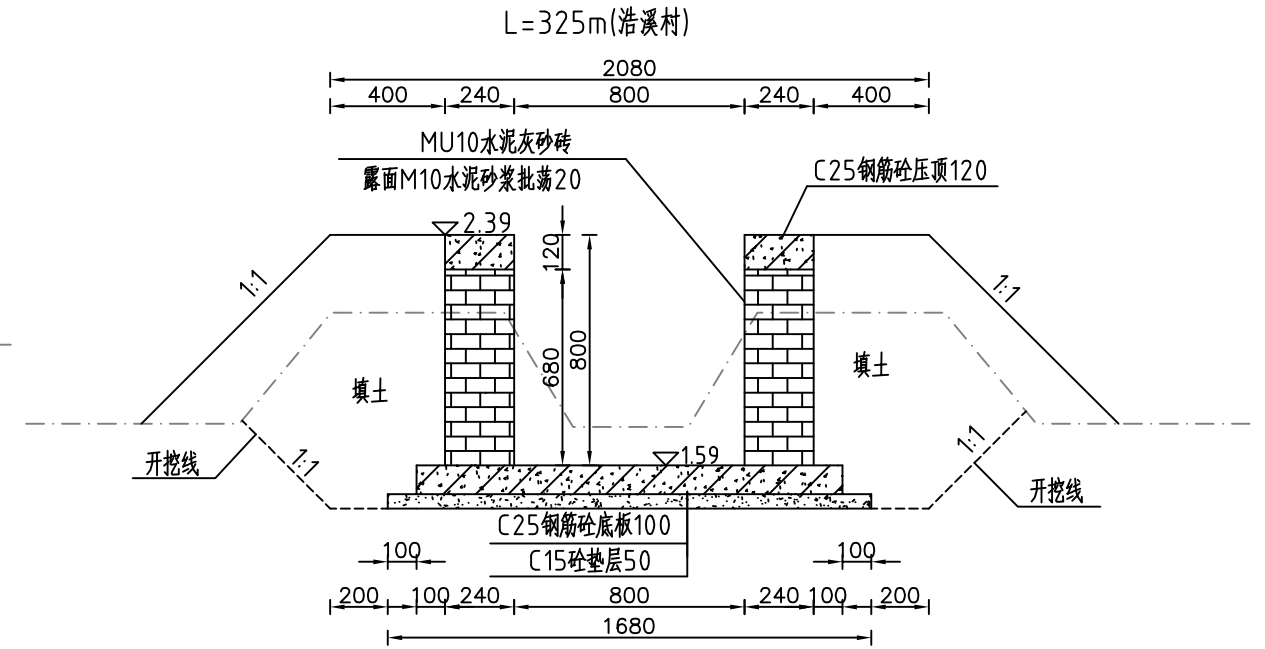 L=325m(浩溪村)
2080
400 240 800 240 400
MU10水泥灰砂砖
露面M10水泥砂浆批荡20
C25钢筋砼压顶120
2.39
120
1:1
1:1
680
800
填土
填土
1.59
开挖线
1:1
1:1
开挖线
C25钢筋砼底板100
C15砼垫层50
100 100
200 100 240 800 240 100 200
1680